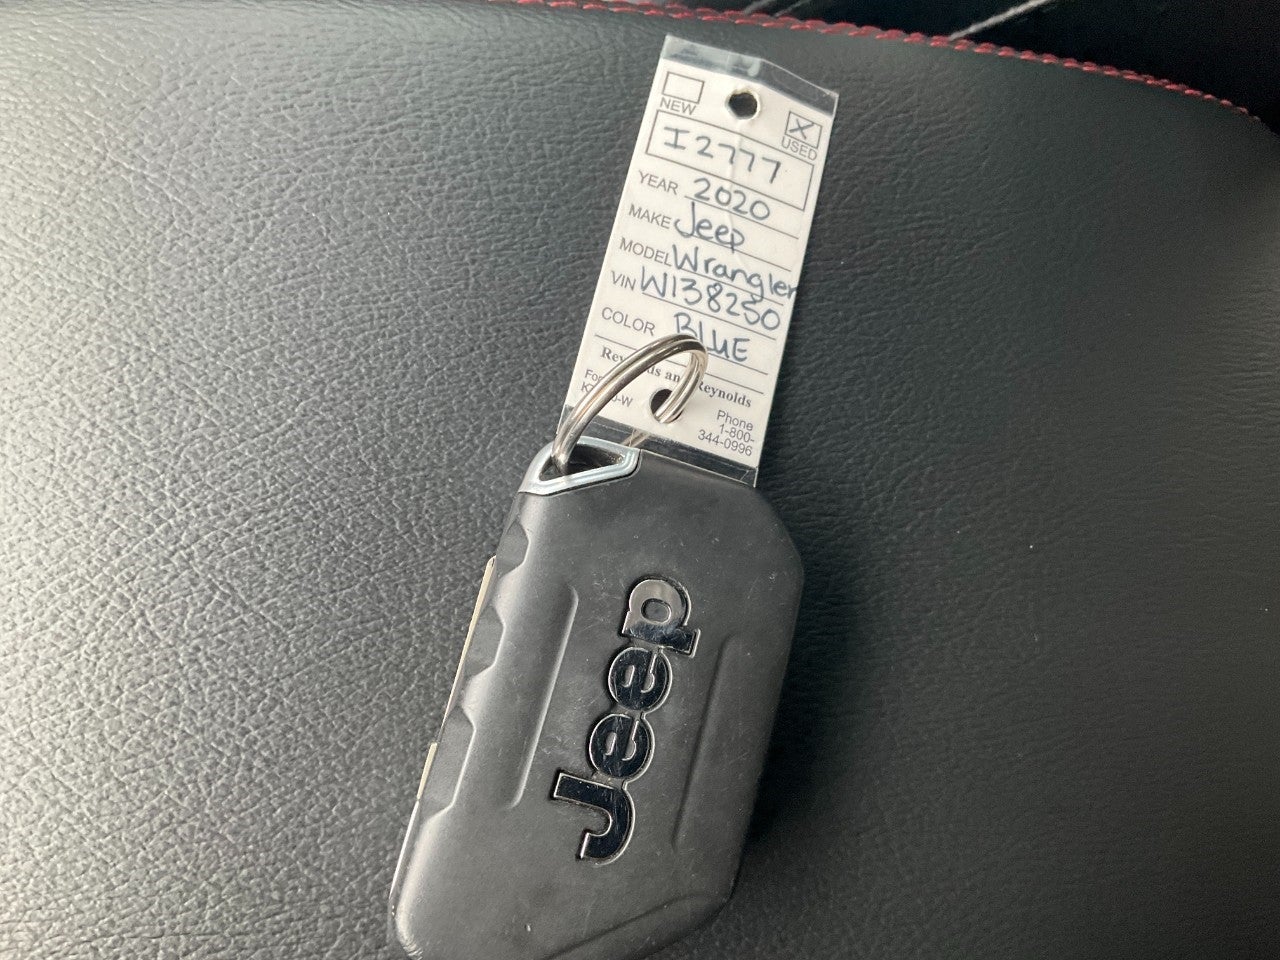 NEW
X
USED
I2777
YEAR 2020
MAKE Jeep
MODEL Wrangler
VIN W138250
COLOR BLUE
Reynolds
Phone
1-800-
344-0996
Jeep